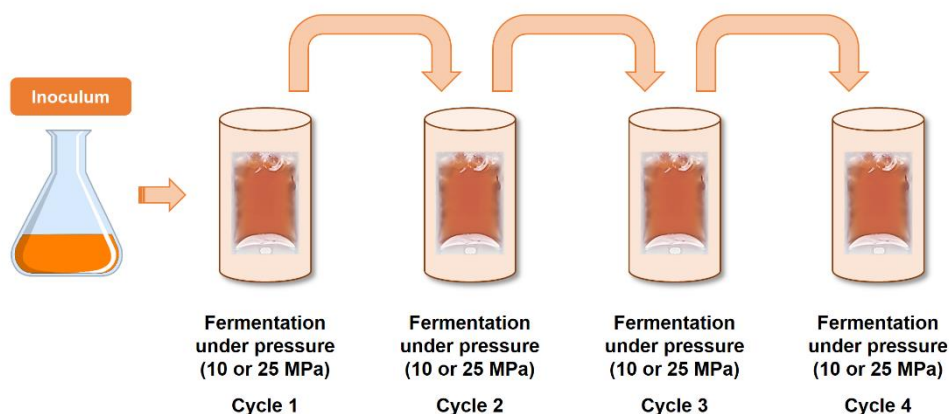 Inoculum
Fermentation
under pressure
(10 or 25 MPa)
Cycle 1
Fermentation
under pressure
(10 or 25 MPa)
Cycle 2
Fermentation
under pressure
(10 or 25 MPa)
Cycle 3
Fermentation
under pressure
(10 or 25 MPa)
Cycle 4